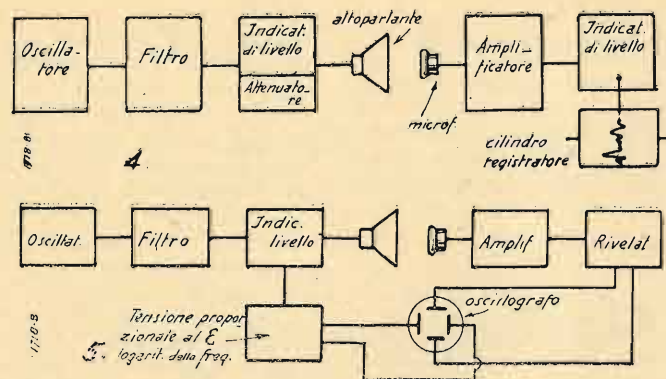 Oscilla-
tore
Filtro
Indicat.
di livello
Attenuato-
re
altoparlante
microf.
Ampli-
ficatore
Indicat.
di livello
cilindro
registratore
4
Oscillat.
Filtro
Indic.
livello
Amplif
Rivelat
oscillografo
Tensione propor
zionale al
logarit. della freq.
5.